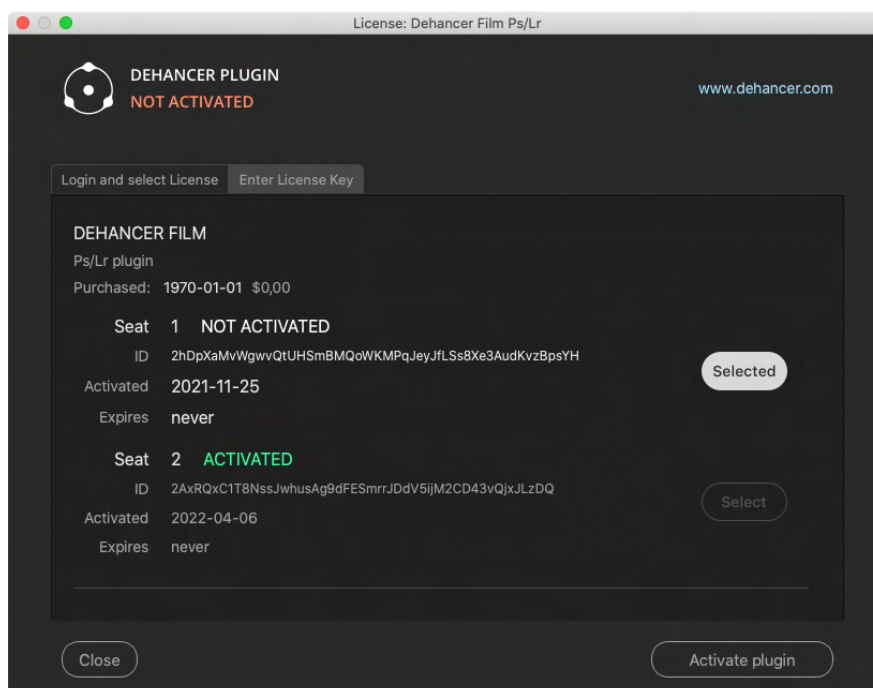 License: Dehancer Film Ps/Lr
DEHANCER PLUGIN
NOT ACTIVATED
www.dehancer.com
Login and select License Enter License Key
DEHANCER FILM
Ps/Lr plugin
Purchased: 1970-01-01 $0,00
Seat 1 NOT ACTIVATED
ID 2hDpXaMvWgwvQtUHSmBMQoWKMPqJeyJfLSs8Xe3AudKvzBpsYH
Selected
Activated 2021-11-25
Expires never
Seat 2 ACTIVATED
ID 2AxRQxC1T8NssJwhusAg9dFESmrrJDdV5ijM2CD43vQjxJLzDQ
Select
Activated 2022-04-06
Expires never
Close Activate plugin